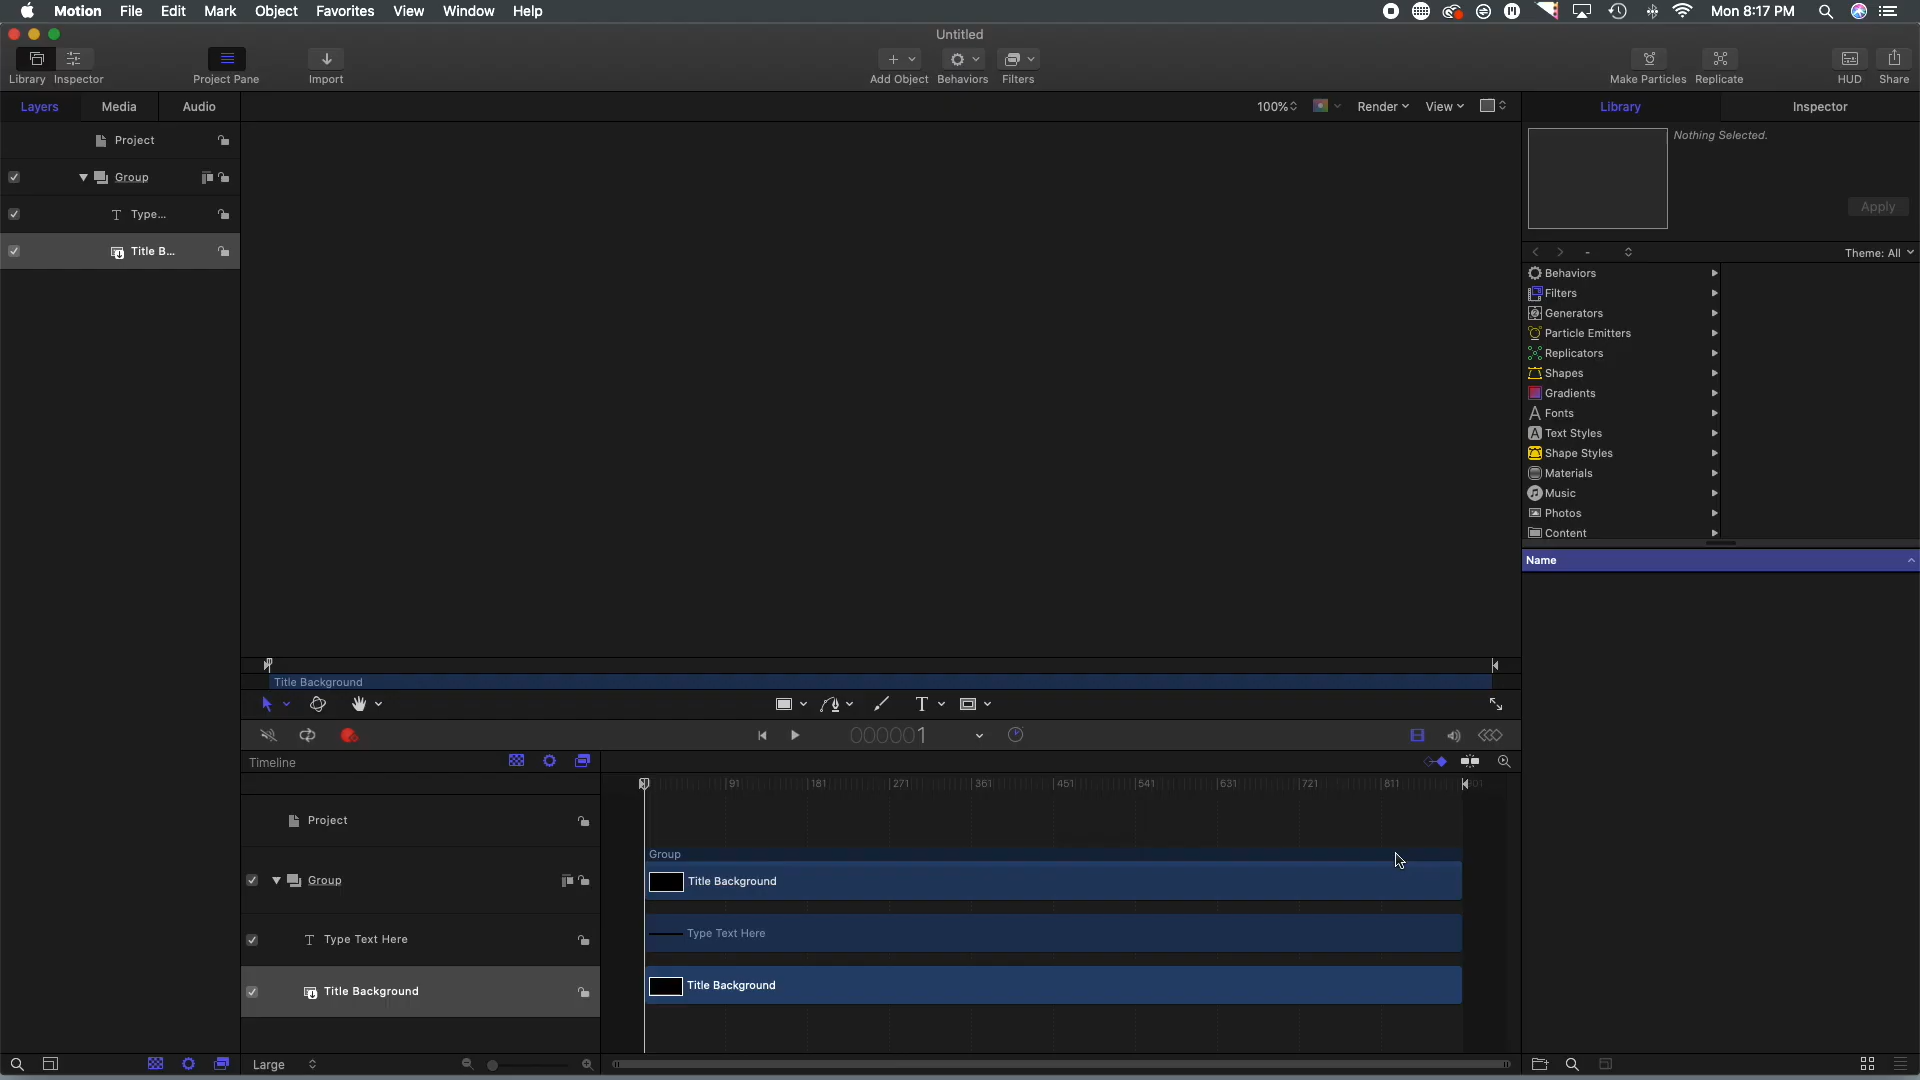 Motion File Edit Mark Object Favorites View Window Help Mon 8:17 PM
Untitled
Library Inspector Project Pane Import Add Object Behaviors Filters Make Particles Replicate HUD Share
Layers Media Audio 100% Render View Library Inspector
Project
Group
Type...
Title B...
Nothing Selected.
Apply
- Theme: All
Behaviors
Filters
Generators
Particle Emitters
Replicators
Shapes
Gradients
Fonts
Text Styles
Shape Styles
Materials
Music
Photos
Content
Name
Title Background
T
0000001
Timeline
91 181 271 361 451 541 631 721 811 901
Project
Group
Group
Title Background
Type Text Here
Type Text Here
Title Background
Title Background
Large